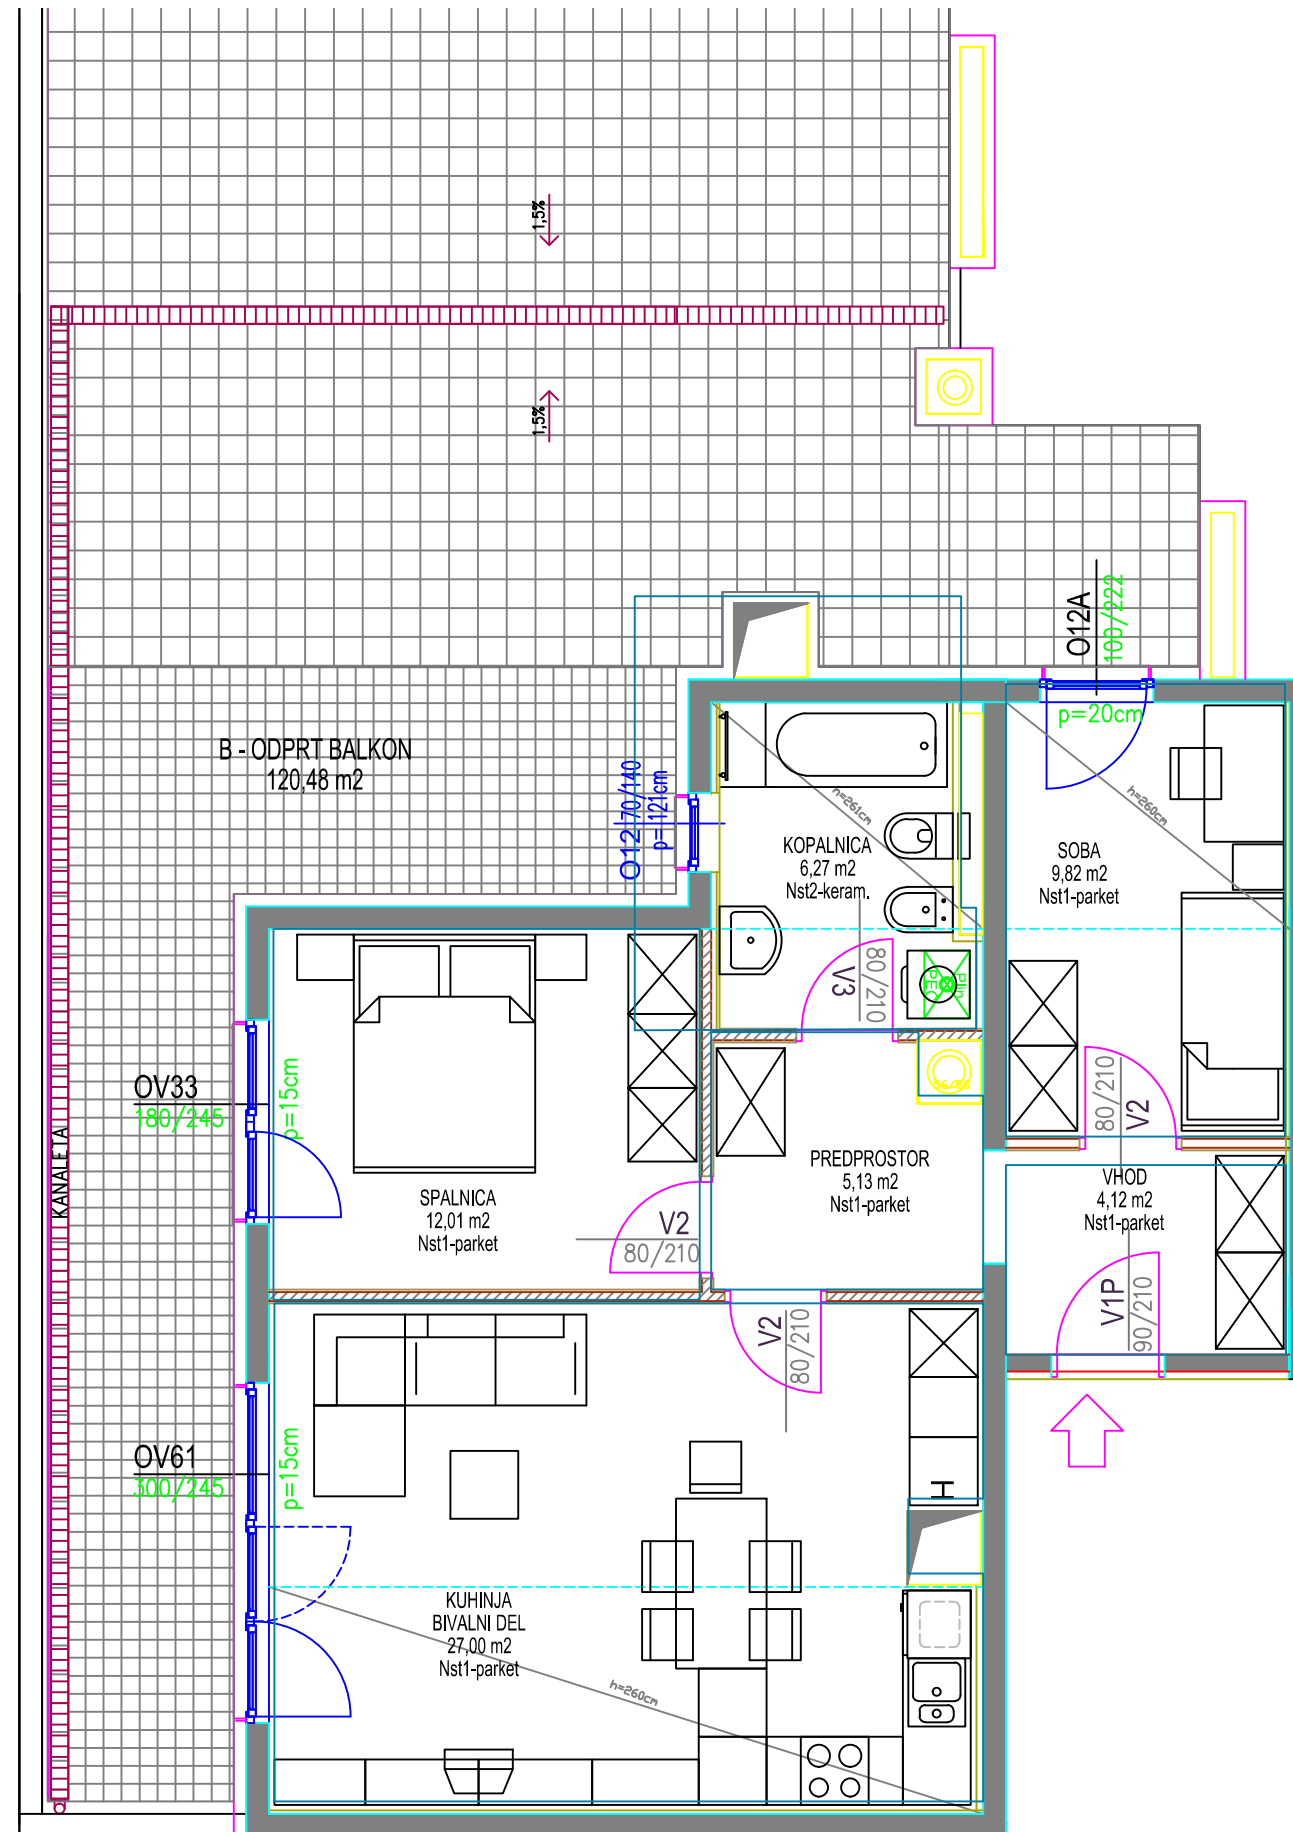 1,5%
1,5%
O12A
100/222
p=20cm
B - ODPRT BALKON
120,48 m2
O12 70/140
p= 121cm
h=261cm
h=260cm
KOPALNICA
6,27 m2
Nst2-keram.
SOBA
9,82 m2
Nst1-parket
V3
80/210
Plin
PEČ
OV33
180/245
p=15cm
KANALETA
80/210
V2
PREDPROSTOR
5,13 m2
Nst1-parket
VHOD
4,12 m2
Nst1-parket
SPALNICA
12,01 m2
Nst1-parket
V2
80/210
V2
80/210
V1P
90/210
OV61
300/245
p=15cm
H
KUHINJA
BIVALNI DEL
27,00 m2
Nst1-parket
h=260cm